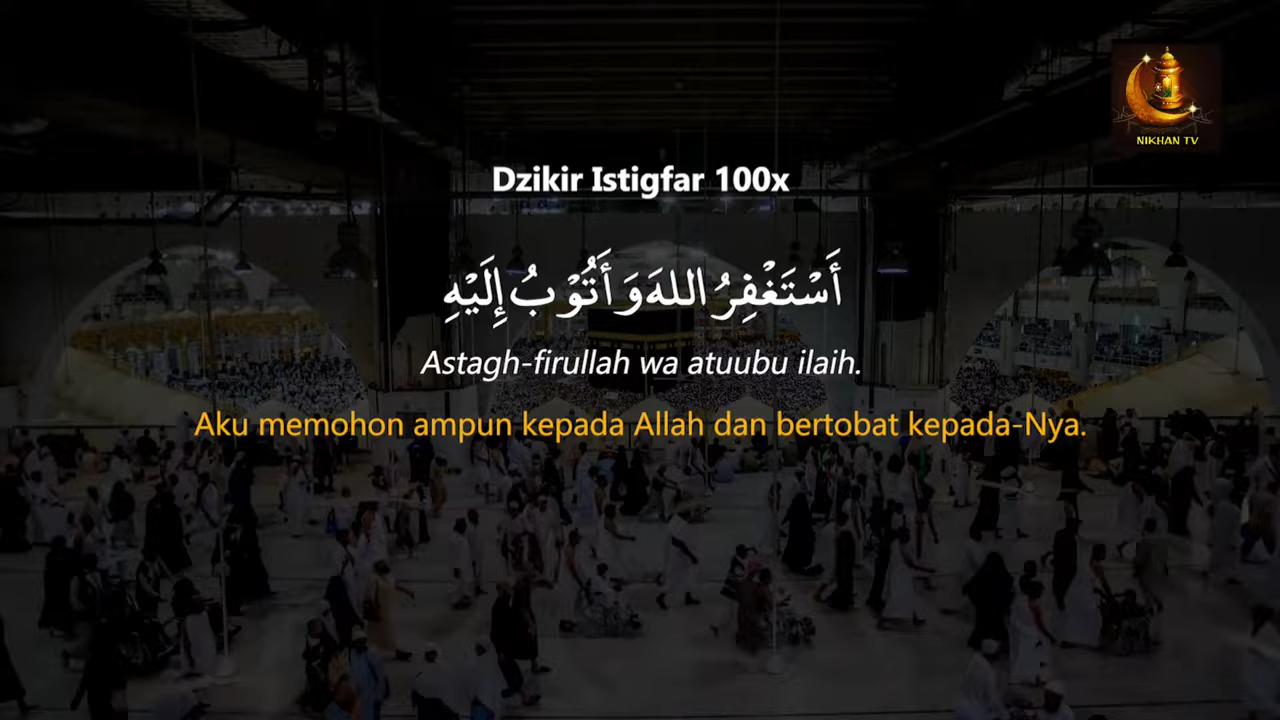 NIKHAN TV
Dzikir Istigfar 100x
أَسْتَغْفِرُ اللهَ وَ أَتُوْبُ إِلَيْهِ
Astagh-firullah wa atuubu ilaih.
Aku memohon ampun kepada Allah dan bertobat kepada-Nya.